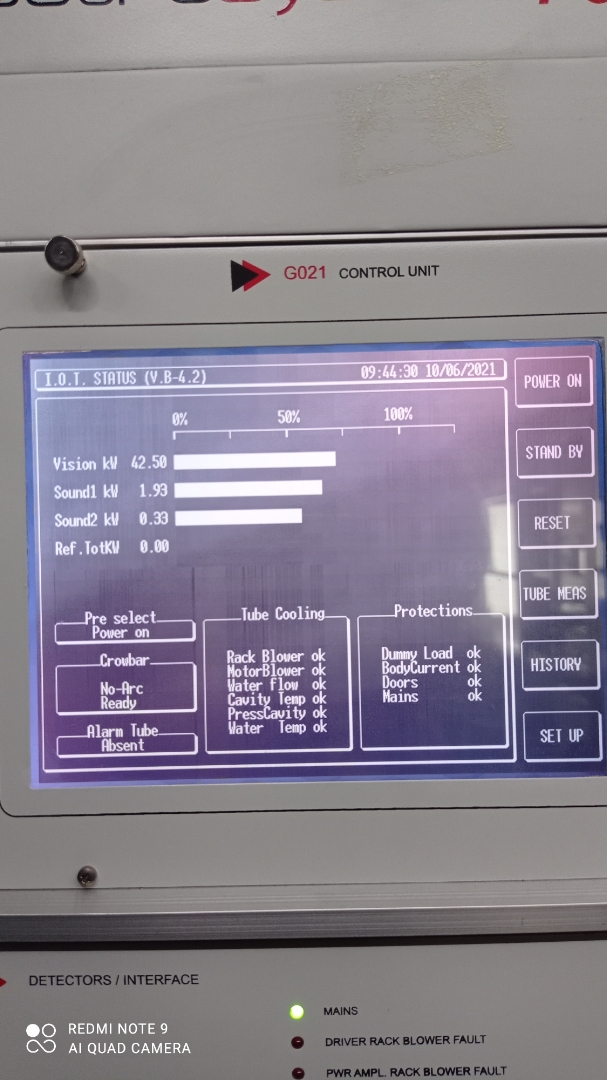 G021 CONTROL UNIT
I.O.T. STATUS (V.B-4.2) 09:44:30 10/06/2021
POWER ON
STAND BY
RESET
TUBE MEAS
HISTORY
SET UP
0% 50% 100%
Vision kW 42.50
Sound1 kW 1.93
Sound2 kW 0.33
Ref.TotKW 0.00
Pre select
Power on
Crowbar
No-Arc
Ready
Alarm Tube
Absent
Tube Cooling
Rack Blower ok
MotorBlower ok
Water flow ok
Cavity Temp ok
PressCavity ok
Water Temp ok
Protections
Dummy Load ok
BodyCurrent ok
Doors ok
Mains ok
DETECTORS / INTERFACE
MAINS
DRIVER RACK BLOWER FAULT
PWR AMPL. RACK BLOWER FAULT
REDMI NOTE 9
AI QUAD CAMERA